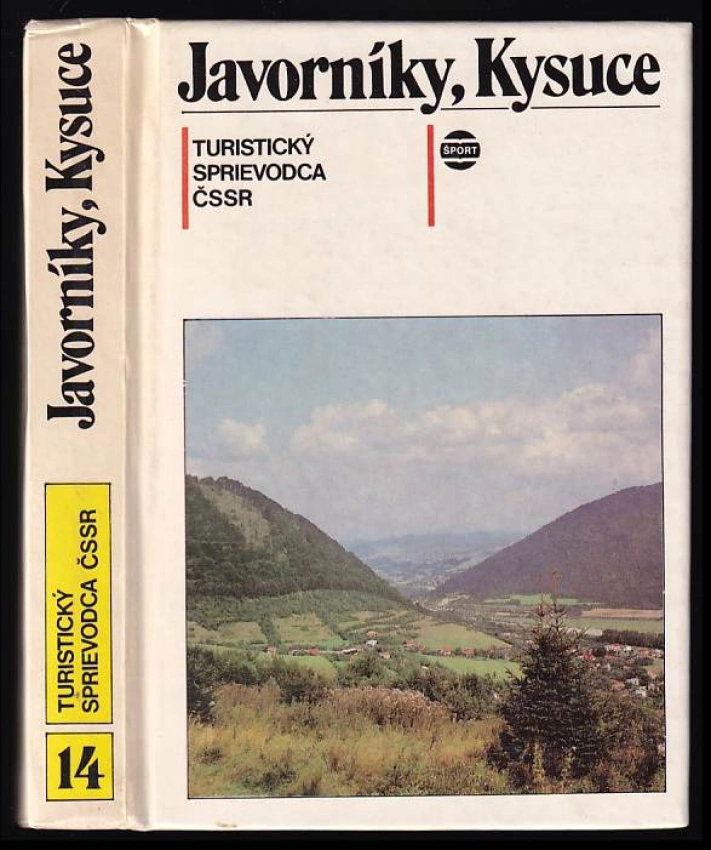 Javorníky, Kysuce
TURISTICKÝ
SPRIEVODCA
ČSSR
ŠPORT
Javorníky, Kysuce
TURISTICKÝ
SPRIEVODCA ČSSR
14